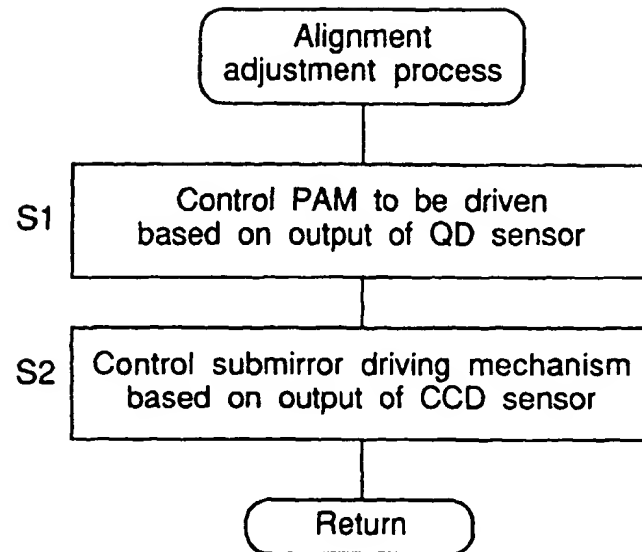 Alignment
adjustment process
S1
Control PAM to be driven
based on output of QD sensor
S2
Control submirror driving mechanism
based on output of CCD sensor
Return